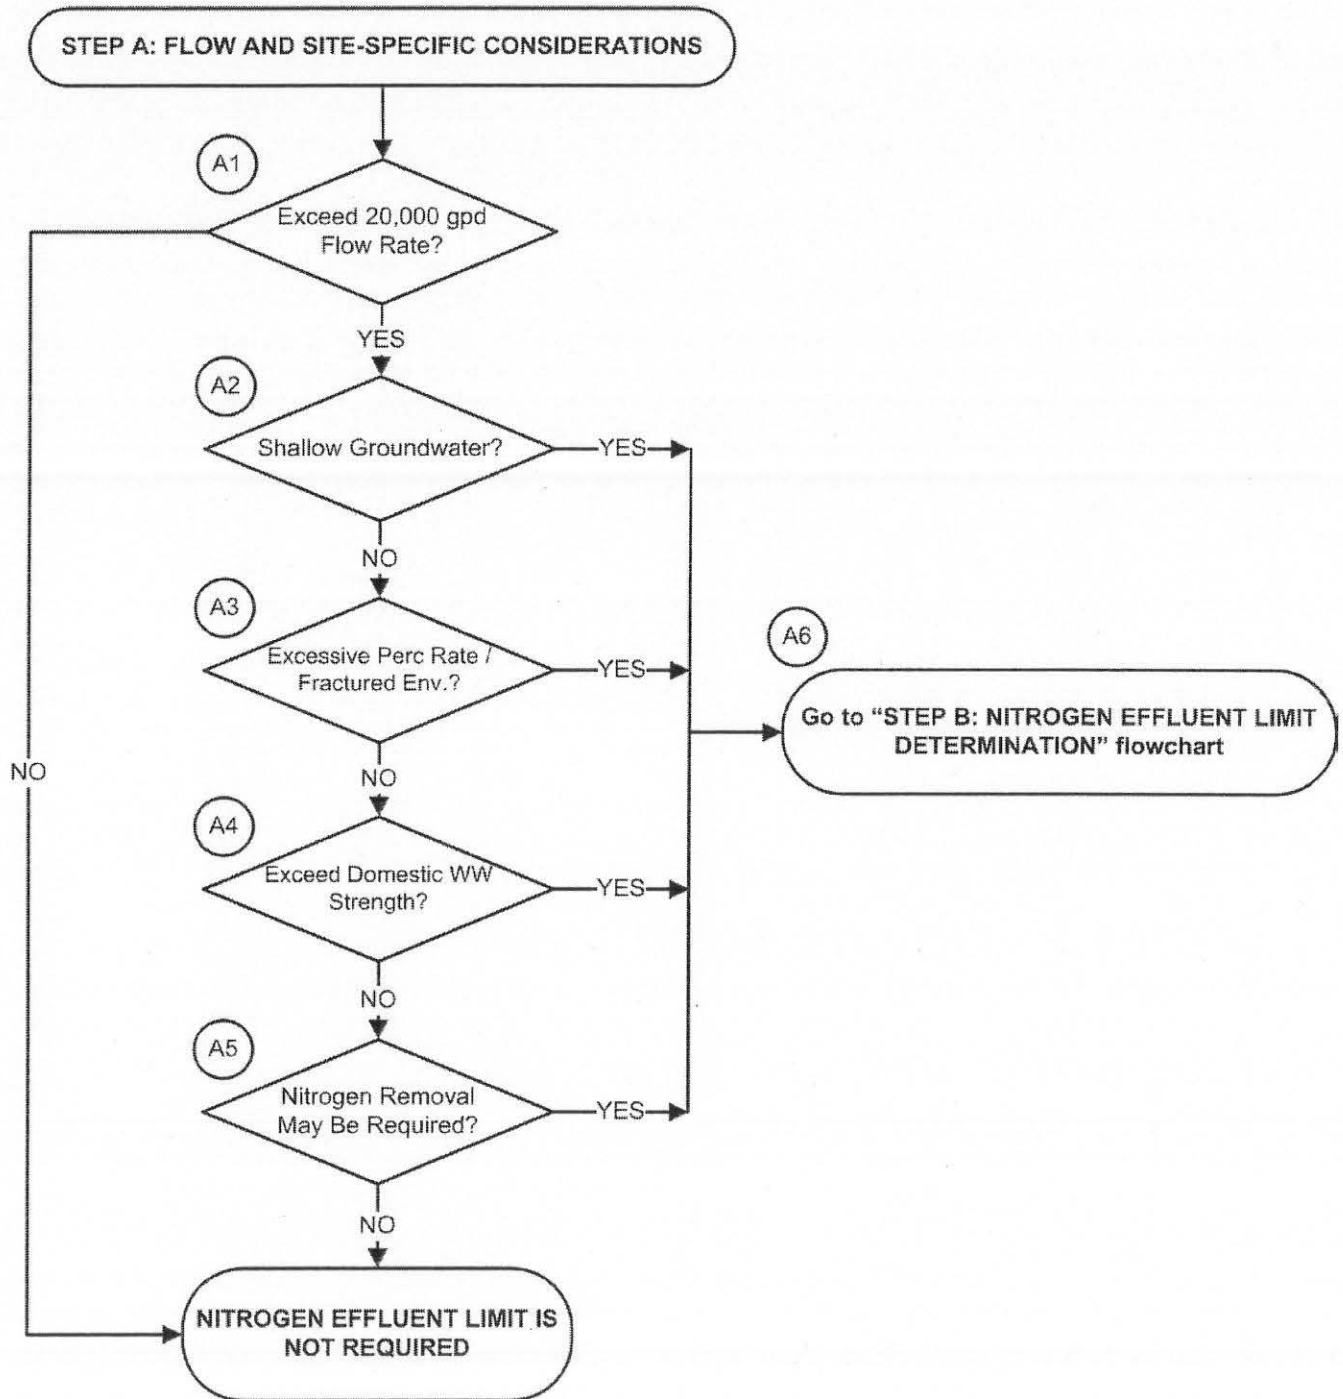 STEP A: FLOW AND SITE-SPECIFIC CONSIDERATIONS
A1
Exceed 20,000 gpd
Flow Rate?
YES
A2
Shallow Groundwater?
YES
NO
A3
Excessive Perc Rate /
Fractured Env.?
YES
A6
Go to “STEP B: NITROGEN EFFLUENT LIMIT
DETERMINATION” flowchart
NO
NO
A4
Exceed Domestic WW
Strength?
YES
NO
A5
Nitrogen Removal
May Be Required?
YES
NO
NITROGEN EFFLUENT LIMIT IS
NOT REQUIRED